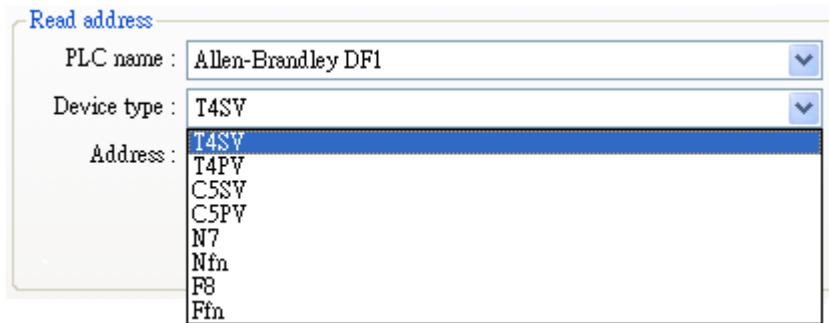 Read address
PLC name : Allen-Brandley DF1
Device type : T4SV
Address :
T4SV
T4PV
C5SV
C5PV
N7
Nfn
F8
Ffn